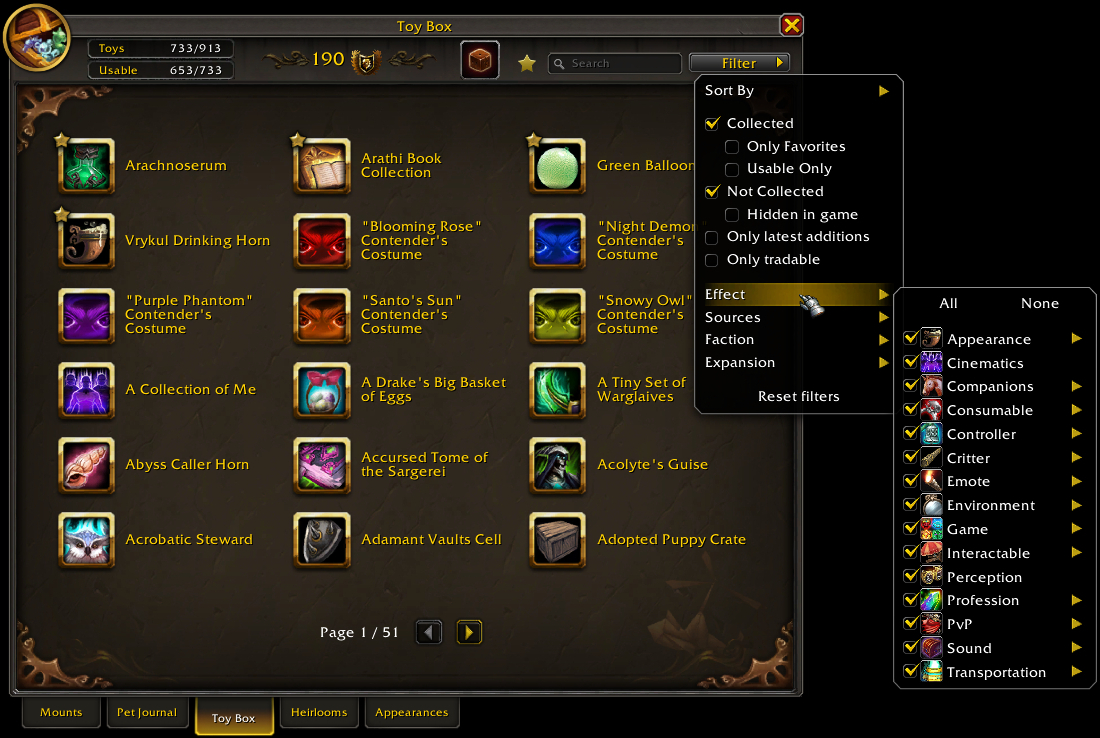 Toy Box
Toys 733/913
Usable 653/733
190
Search
Filter
Arachnoserum
Arathi Book
Collection
Green Balloon
Vrykul Drinking Horn
"Blooming Rose"
Contender's
Costume
"Night Demon
Contender's
Costume
"Purple Phantom"
Contender's
Costume
"Santo's Sun"
Contender's
Costume
"Snowy Owl"
Contender's
Costume
A Collection of Me
A Drake's Big Basket
of Eggs
A Tiny Set of
Warglaives
Abyss Caller Horn
Accursed Tome of
the Sargerei
Acolyte's Guise
Acrobatic Steward
Adamant Vaults Cell
Adopted Puppy Crate
Page 1 / 51
Mounts
Pet Journal
Toy Box
Heirlooms
Appearances
Sort By
Collected
Only Favorites
Usable Only
Not Collected
Hidden in game
Only latest additions
Only tradable
Effect
Sources
Faction
Expansion
Reset filters
All None
Appearance
Cinematics
Companions
Consumable
Controller
Critter
Emote
Environment
Game
Interactable
Perception
Profession
PvP
Sound
Transportation